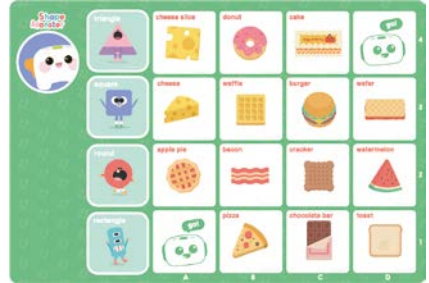 Shape
Monster
triangle
cheese slice
donut
cake
go!
4
square
cheese
waffle
burger
wafer
3
round
apple pie
bacon
cracker
watermelon
2
rectangle
go!
pizza
chocolate bar
toast
1
A
B
C
D